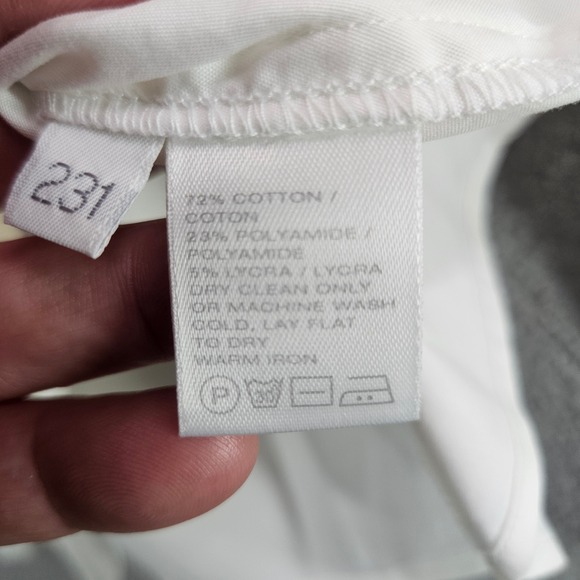 231
72% COTTON /
COTON
23% POLYAMIDE /
POLYAMIDE
5% LYCRA / LYCRA
DRY CLEAN ONLY
OR MACHINE WASH
COLD, LAY FLAT
TO DRY
WARM IRON
P 30